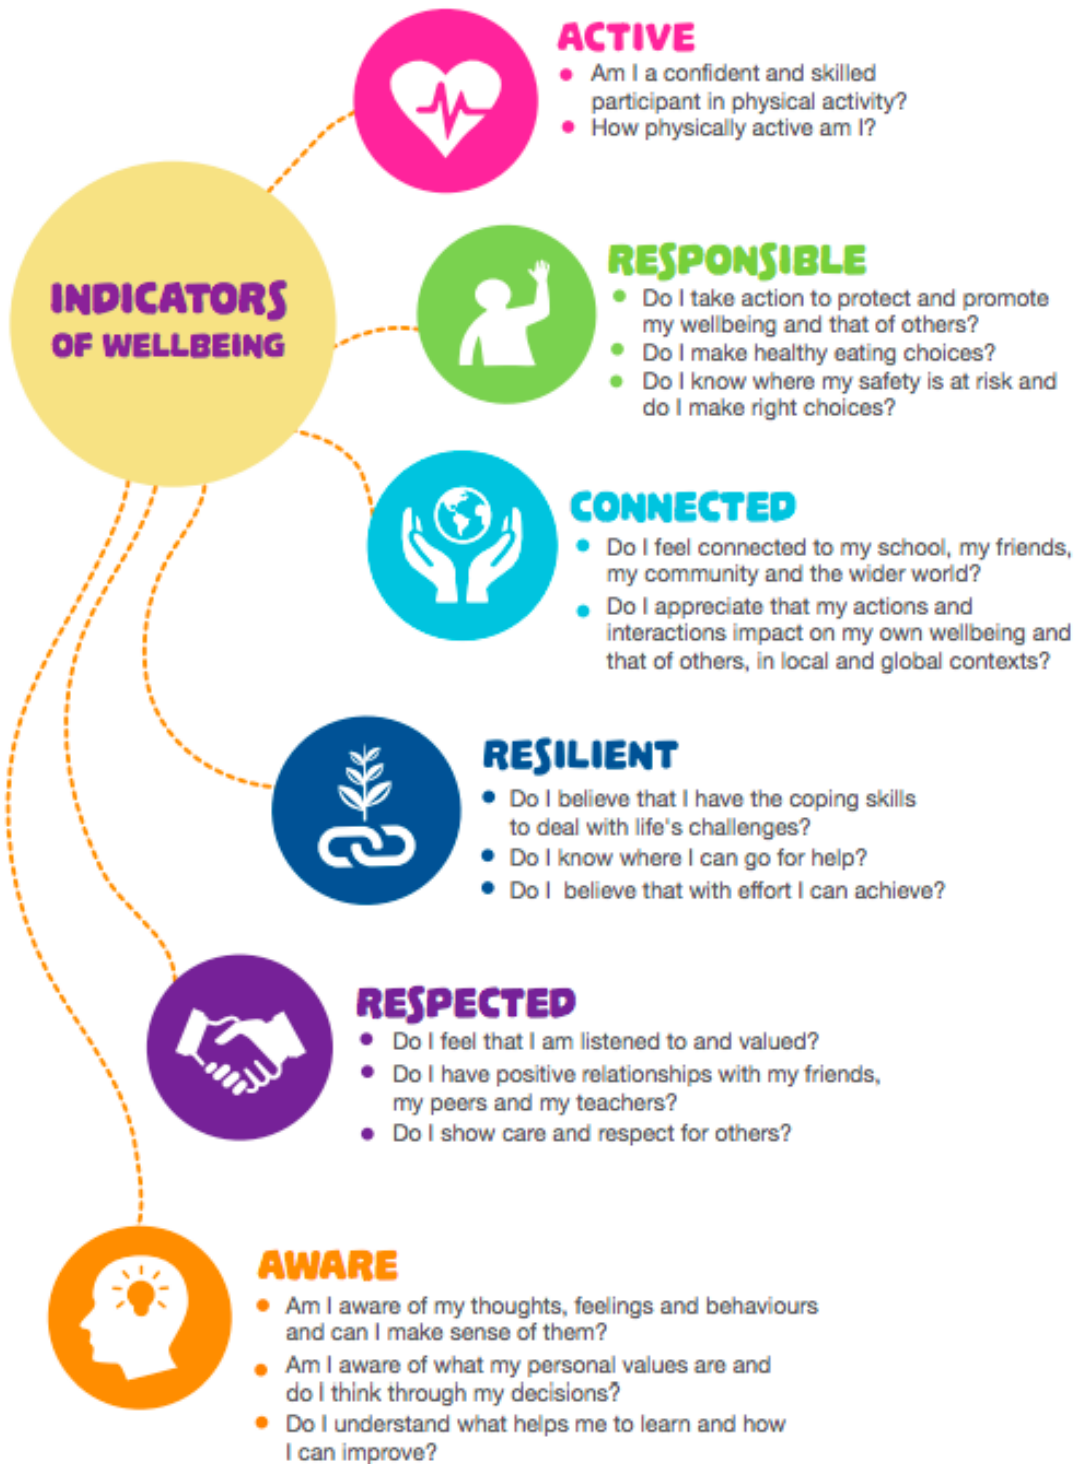 ACTIVE
• Am I a confident and skilled
participant in physical activity?
• How physically active am I?
INDICATORS
OF WELLBEING
RESPONSIBLE
• Do I take action to protect and promote
my wellbeing and that of others?
• Do I make healthy eating choices?
• Do I know where my safety is at risk and
do I make right choices?
CONNECTED
• Do I feel connected to my school, my friends,
my community and the wider world?
• Do I appreciate that my actions and
interactions impact on my own wellbeing and
that of others, in local and global contexts?
RESILIENT
• Do I believe that I have the coping skills
to deal with life's challenges?
• Do I know where I can go for help?
• Do I believe that with effort I can achieve?
RESPECTED
• Do I feel that I am listened to and valued?
• Do I have positive relationships with my friends,
my peers and my teachers?
• Do I show care and respect for others?
AWARE
• Am I aware of my thoughts, feelings and behaviours
and can I make sense of them?
• Am I aware of what my personal values are and
do I think through my decisions?
• Do I understand what helps me to learn and how
I can improve?